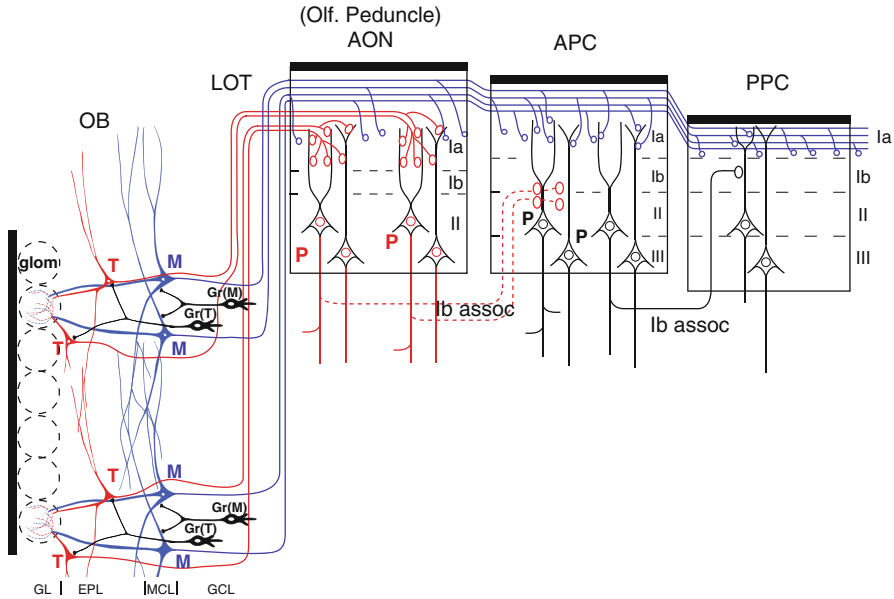 (Olf. Peduncle)
AON
APC
PPC
LOT
OB
Ia
Ib
II
Ia
Ib
II
III
Ia
Ib
II
III
P
P
P
P
Ib assoc
Ib assoc
glom
T
M
Gr(M)
Gr(T)
T
M
T
M
Gr(M)
Gr(T)
T
M
GL
EPL
MCL
GCL